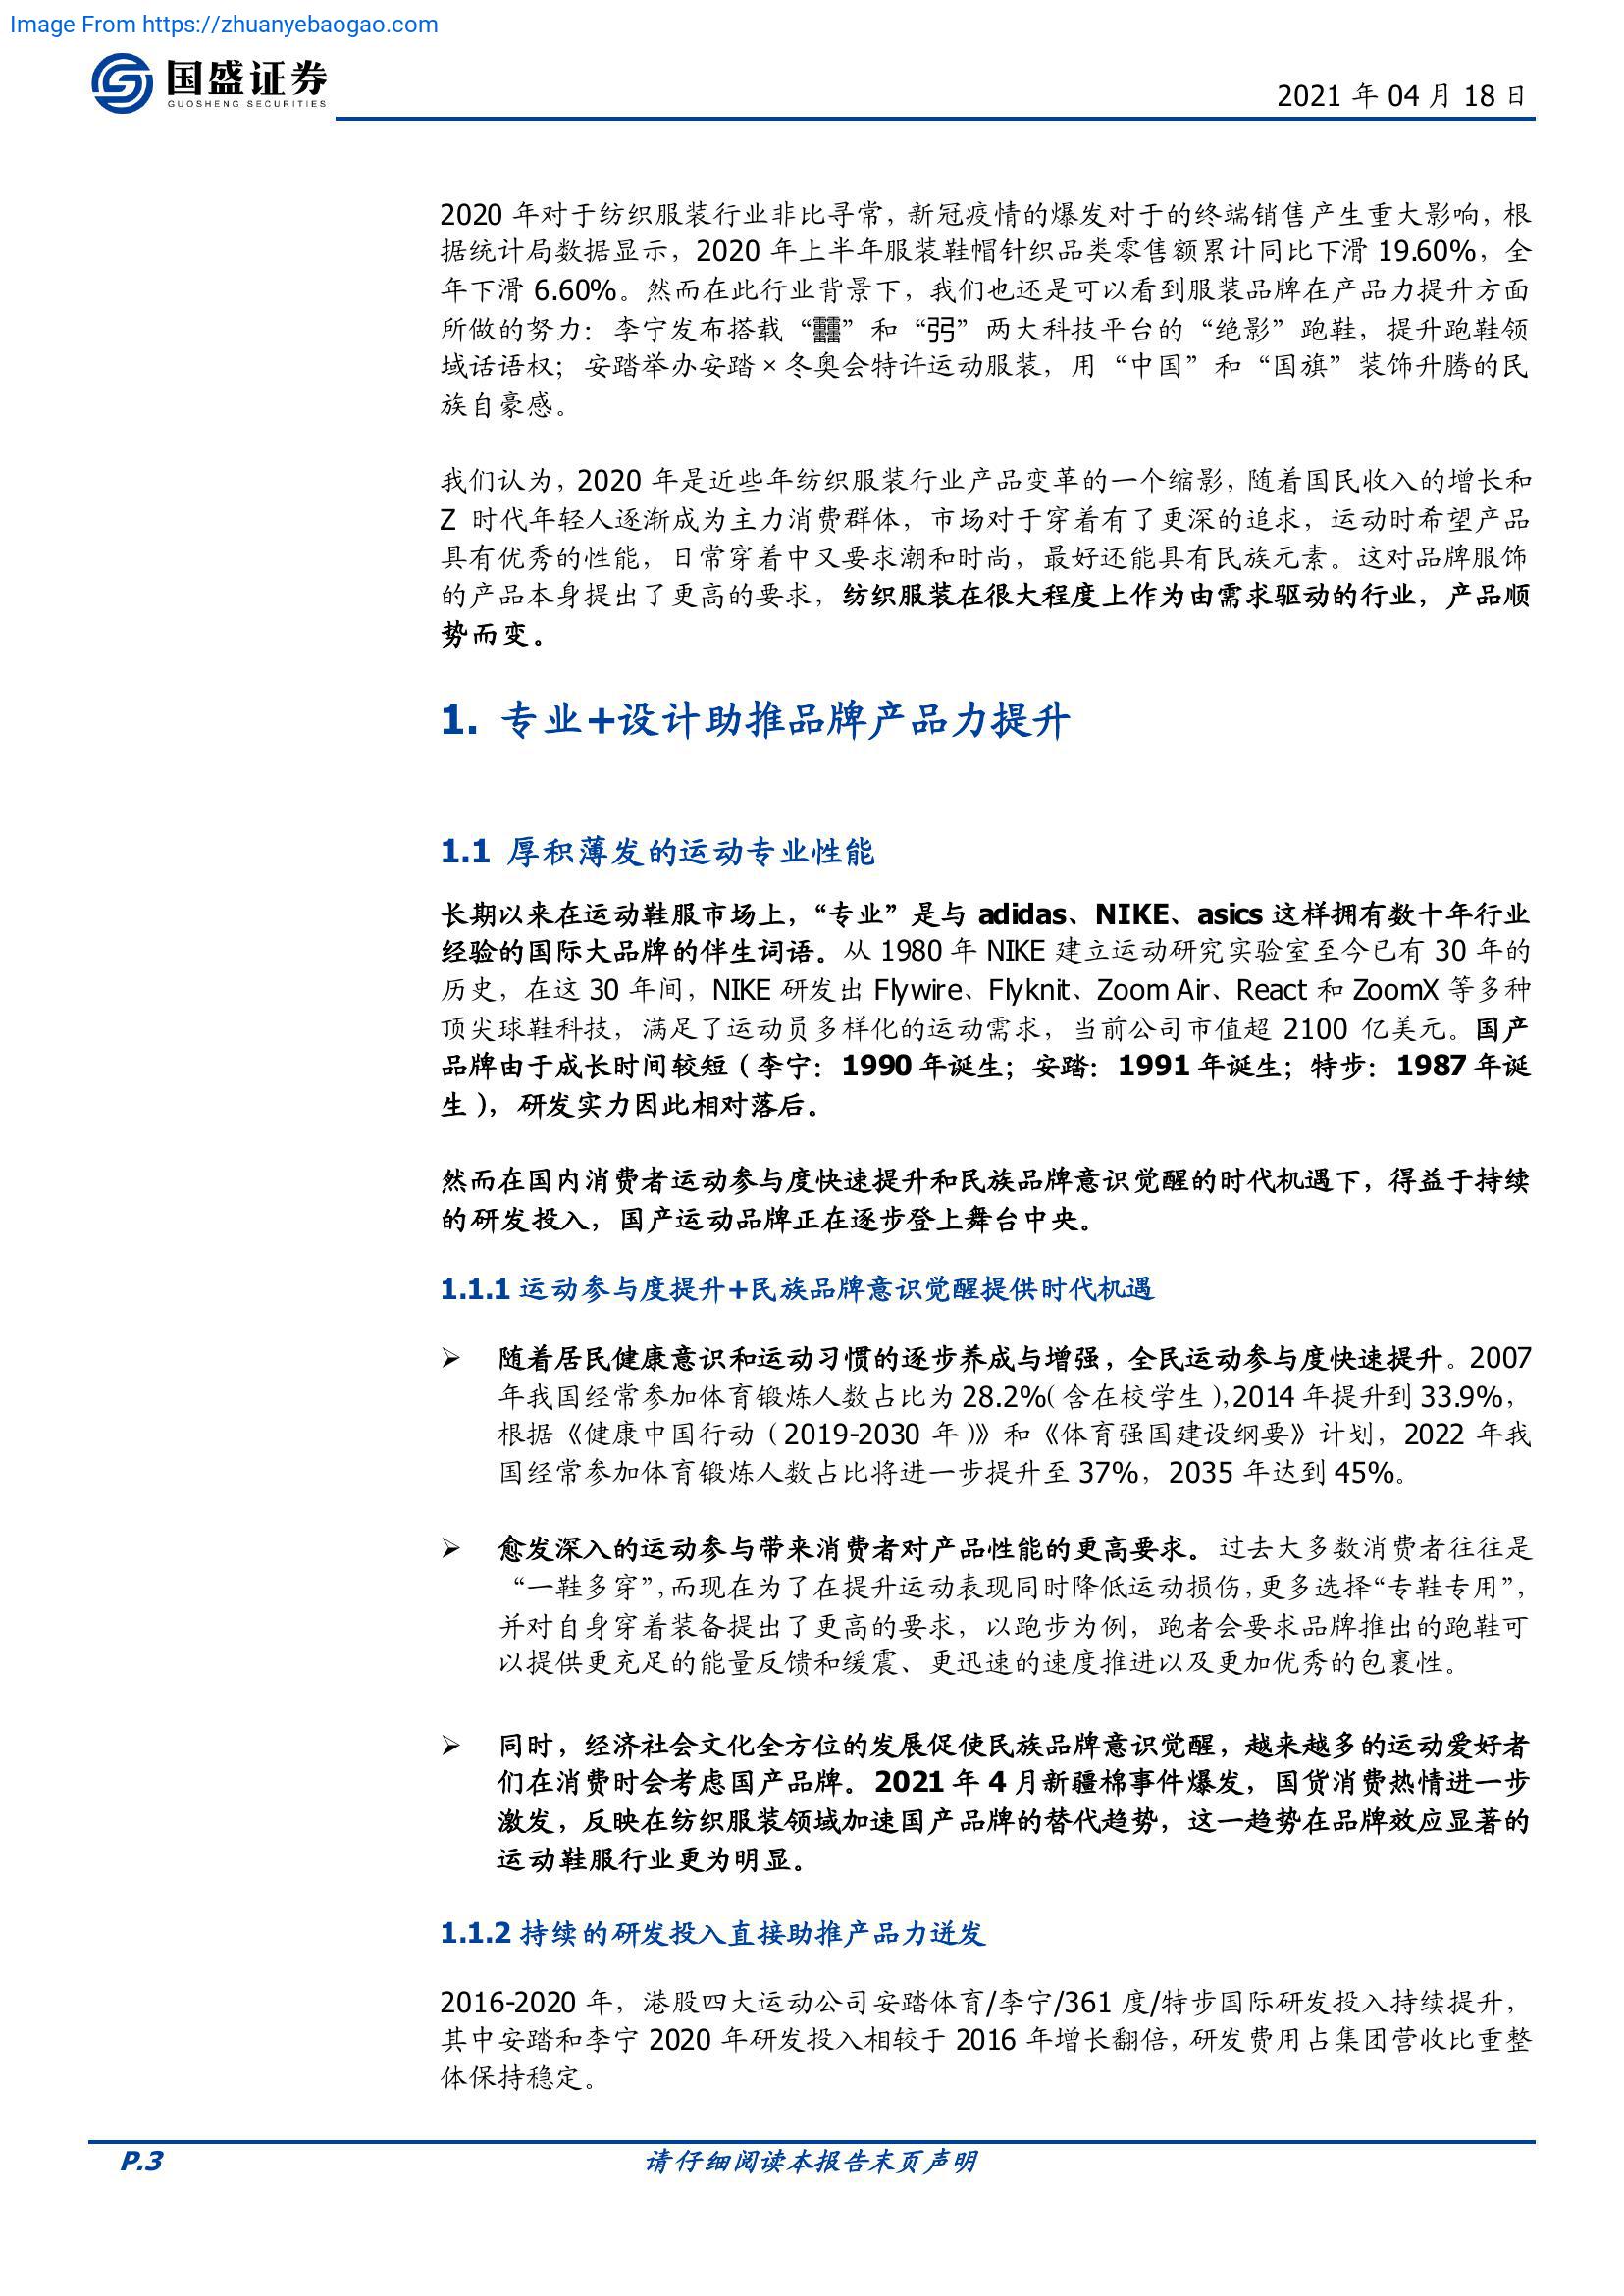 Image From https://zhuanyebaogao.com
国盛证券
GUOSHENG SECURITIES
2021 年 04 月 18 日
2020 年对于纺织服装行业非比寻常，新冠疫情的爆发对于的终端销售产生重大影响，根
据统计局数据显示，2020 年上半年服装鞋帽针织品类零售额累计同比下滑 19.60%，全
年下滑 6.60%。然而在此行业背景下，我们也还是可以看到服装品牌在产品力提升方面
所做的努力：李宁发布搭载“䨻”和“弜”两大科技平台的“绝影”跑鞋，提升跑鞋领
域话语权；安踏举办安踏×冬奥会特许运动服装，用“中国”和“国旗”装饰升腾的民
族自豪感。
我们认为，2020 年是近些年纺织服装行业产品变革的一个缩影，随着国民收入的增长和
Z 时代年轻人逐渐成为主力消费群体，市场对于穿着有了更深的追求，运动时希望产品
具有优秀的性能，日常穿着中又要求潮和时尚，最好还能具有民族元素。这对品牌服饰
的产品本身提出了更高的要求，纺织服装在很大程度上作为由需求驱动的行业，产品顺
势而变。
1. 专业+设计助推品牌产品力提升
1.1 厚积薄发的运动专业性能
长期以来在运动鞋服市场上，“专业”是与 adidas、NIKE、asics 这样拥有数十年行业
经验的国际大品牌的伴生词语。从 1980 年 NIKE 建立运动研究实验室至今已有 30 年的
历史，在这 30 年间，NIKE 研发出 Flywire、Flyknit、Zoom Air、React 和 ZoomX 等多种
顶尖球鞋科技，满足了运动员多样化的运动需求，当前公司市值超 2100 亿美元。国产
品牌由于成长时间较短（李宁：1990 年诞生；安踏：1991 年诞生；特步：1987 年诞
生），研发实力因此相对落后。
然而在国内消费者运动参与度快速提升和民族品牌意识觉醒的时代机遇下，得益于持续
的研发投入，国产运动品牌正在逐步登上舞台中央。
1.1.1 运动参与度提升+民族品牌意识觉醒提供时代机遇
➢ 随着居民健康意识和运动习惯的逐步养成与增强，全民运动参与度快速提升。2007
年我国经常参加体育锻炼人数占比为 28.2%（含在校学生），2014 年提升到 33.9%，
根据《健康中国行动（2019-2030 年）》和《体育强国建设纲要》计划，2022 年我
国经常参加体育锻炼人数占比将进一步提升至 37%，2035 年达到 45%。
➢ 愈发深入的运动参与带来消费者对产品性能的更高要求。过去大多数消费者往往是
“一鞋多穿”，而现在为了在提升运动表现同时降低运动损伤，更多选择“专鞋专用”，
并对自身穿着装备提出了更高的要求，以跑步为例，跑者会要求品牌推出的跑鞋可
以提供更充足的能量反馈和缓震、更迅速的速度推进以及更加优秀的包裹性。
➢ 同时，经济社会文化全方位的发展促使民族品牌意识觉醒，越来越多的运动爱好者
们在消费时会考虑国产品牌。2021 年 4 月新疆棉事件爆发，国货消费热情进一步
激发，反映在纺织服装领域加速国产品牌的替代趋势，这一趋势在品牌效应显著的
运动鞋服行业更为明显。
1.1.2 持续的研发投入直接助推产品力迸发
2016-2020 年，港股四大运动公司安踏体育/李宁/361 度/特步国际研发投入持续提升，
其中安踏和李宁 2020 年研发投入相较于 2016 年增长翻倍，研发费用占集团营收比重整
体保持稳定。
P.3
请仔细阅读本报告末页声明